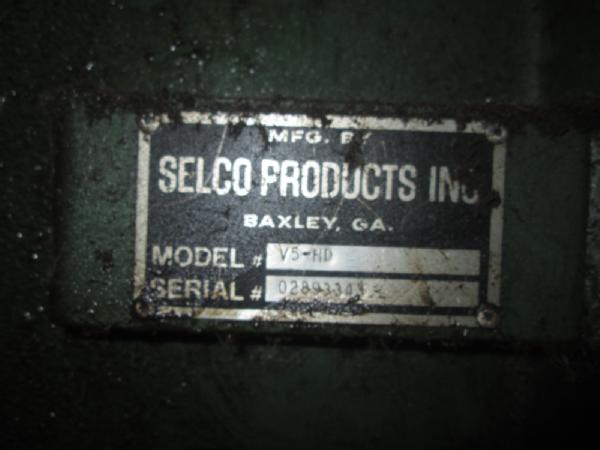 MFG. BY
SELCO PRODUCTS INC
BAXLEY, GA.
MODEL # V5-HD
SERIAL #